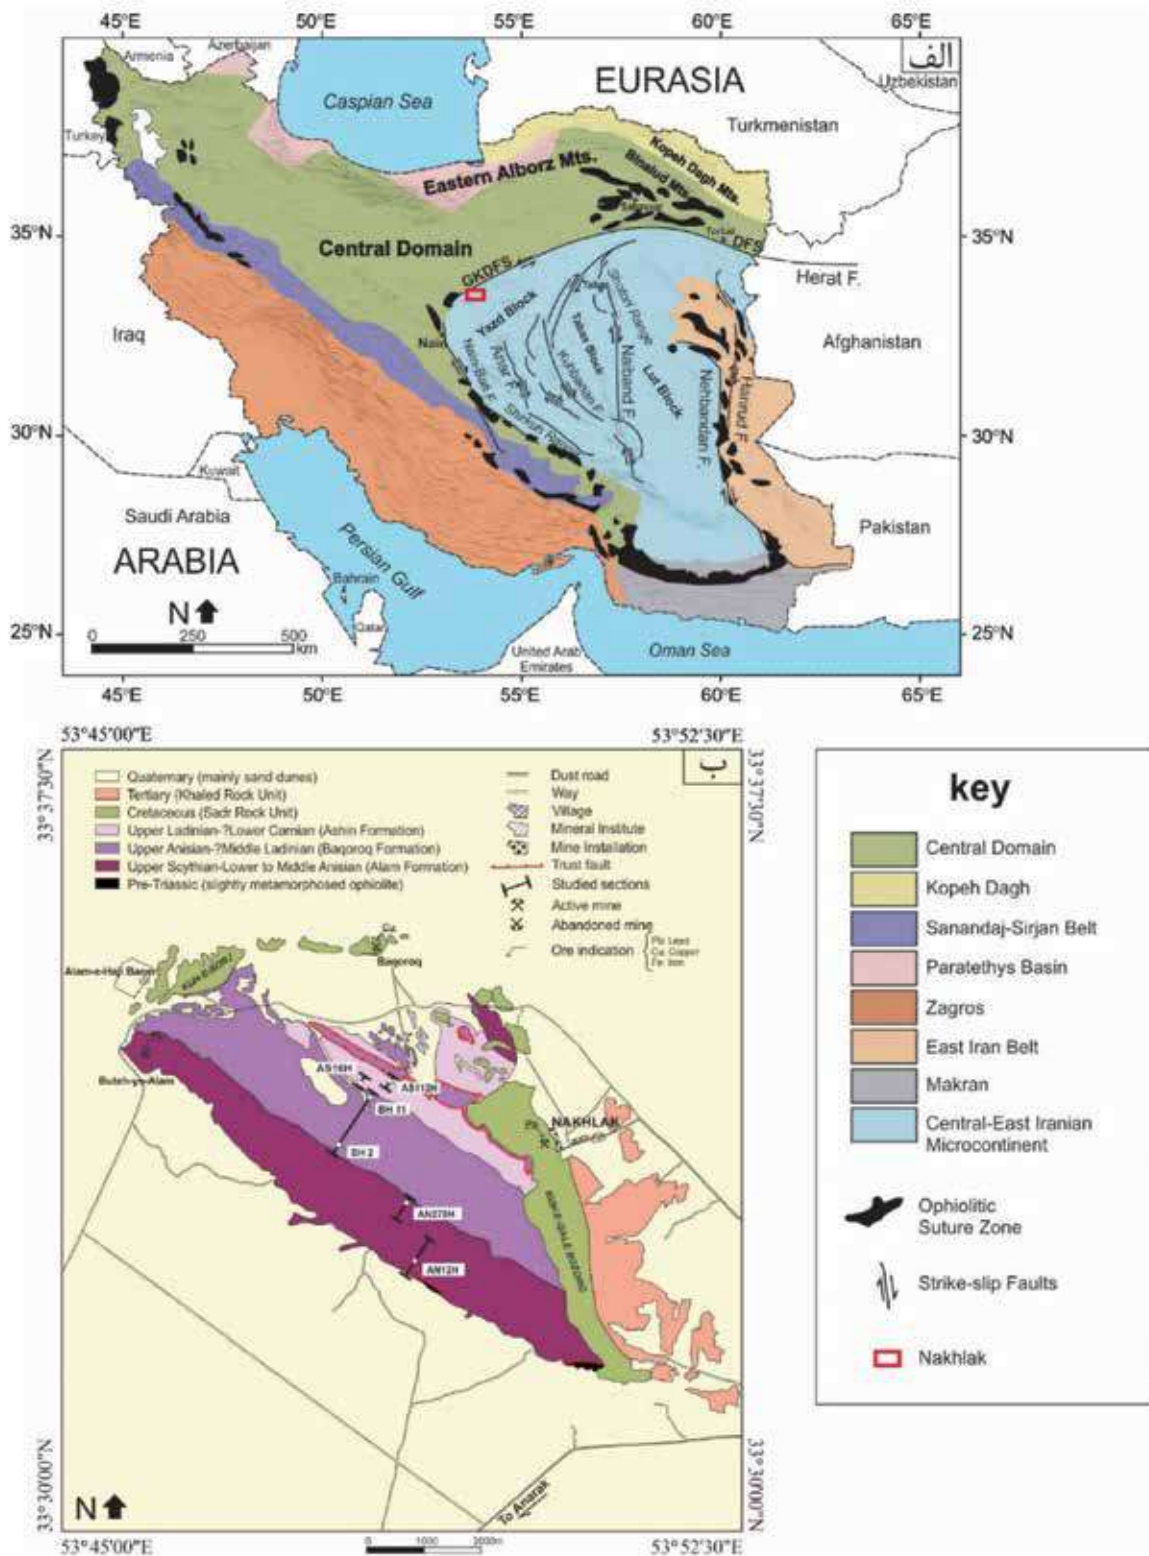 45°E 50°E 55°E 60°E 65°E
Armenia
Azerbaijan
الف
Uzbekistan
EURASIA
Caspian Sea
Turkmenistan
Turkey
Kopeh Dagh Mts.
Binalud Mts.
Eastern Alborz Mts.
35°N
35°N
DFS
Central Domain
Herat F.
GKDFS
Shotori Range
Yazd Block
Tabas Block
Iraq
Afghanistan
Nain
Kuhbanan F.
Naiband F.
Lut Block
Nehbandan F.
Harirud F.
30°N
30°N
Kuwait
Saudi Arabia
Pakistan
ARABIA
Persian Gulf
Bahrain
N
Qatar
25°N
0 250 500
km
25°N
United Arab
Emirates
Oman Sea
45°E 50°E 55°E 60°E 65°E
53°45'00"E 53°52'30"E
33°37'30"N
33°37'30"N
ب
Quaternary (mainly sand dunes)
Tertiary (Khaled Rock Unit)
Cretaceous (Sadr Rock Unit)
Upper Ladinian-?Lower Carnian (Ashin Formation)
Upper Anisian-?Middle Ladinian (Baqoroq Formation)
Upper Scythian-Lower to Middle Anisian (Alam Formation)
Pre-Triassic (slightly metamorphosed ophiolite)
Dust road
Way
Village
Mineral Institute
Mine Installation
Trust fault
Studied sections
Active mine
Abandoned mine
Ore indication
Pb: Lead
Cu: Copper
Fe: Iron
Cu
Baqoroq
BH 11
NAKHLAK
BH 2
AN12H
To Anarak
N
0 1000 2000m
33°30'00"N
33°30'00"N
53°45'00"E 53°52'30"E
key
Central Domain
Kopeh Dagh
Sanandaj-Sirjan Belt
Paratethys Basin
Zagros
East Iran Belt
Makran
Central-East Iranian
Microcontinent
Ophiolitic
Suture Zone
Strike-slip Faults
Nakhlak